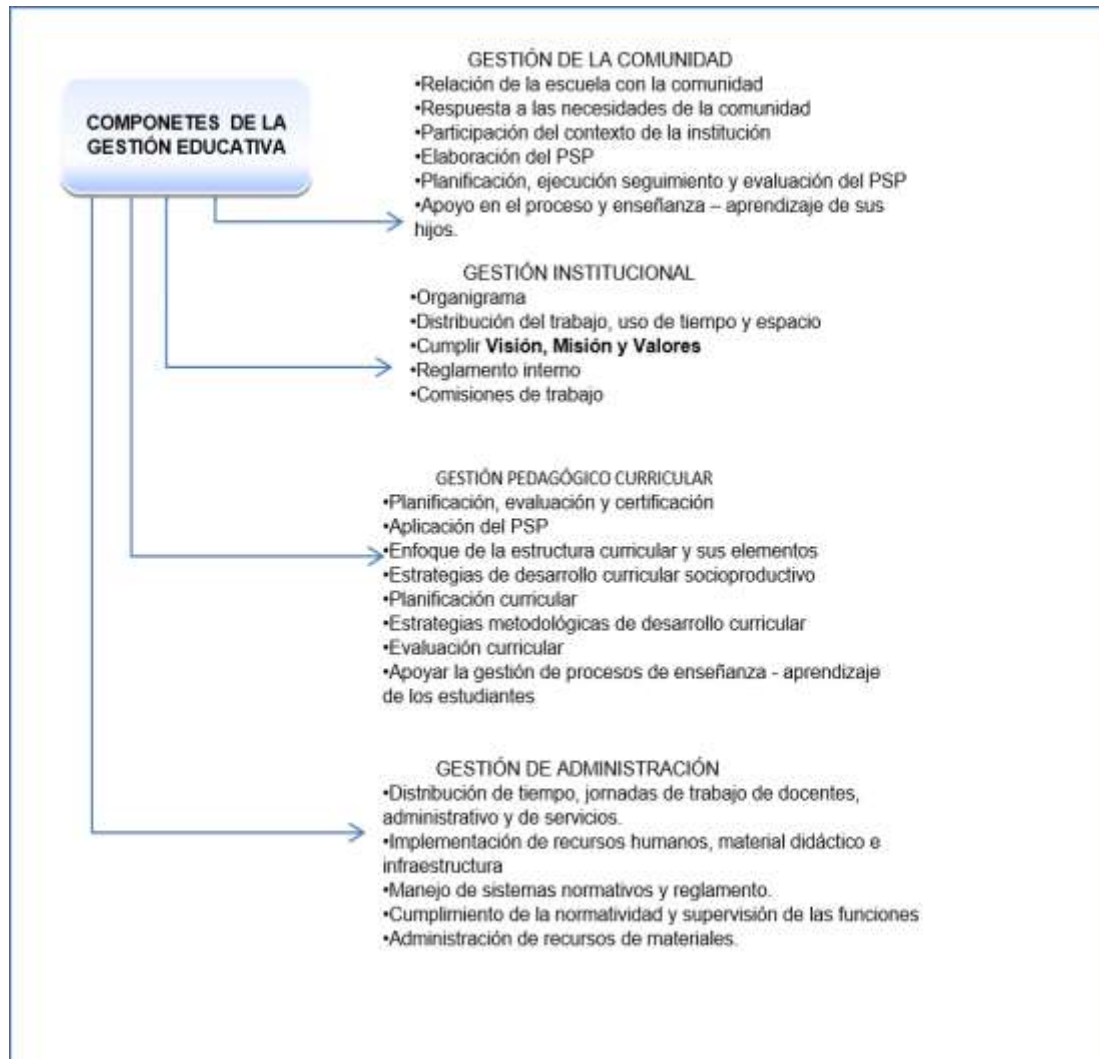 COMPONETES DE LA
GESTIÓN EDUCATIVA
GESTIÓN DE LA COMUNIDAD
•Relación de la escuela con la comunidad
•Respuesta a las necesidades de la comunidad
•Participación del contexto de la institución
•Elaboración del PSP
•Planificación, ejecución seguimiento y evaluación del PSP
•Apoyo en el proceso y enseñanza – aprendizaje de sus
hijos.
GESTIÓN INSTITUCIONAL
•Organigrama
•Distribución del trabajo, uso de tiempo y espacio
•Cumplir Visión, Misión y Valores
•Reglamento interno
•Comisiones de trabajo
GESTIÓN PEDAGÓGICO CURRICULAR
•Planificación, evaluación y certificación
•Aplicación del PSP
•Enfoque de la estructura curricular y sus elementos
•Estrategias de desarrollo curricular socioproductivo
•Planificación curricular
•Estrategias metodológicas de desarrollo curricular
•Evaluación curricular
•Apoyar la gestión de procesos de enseñanza - aprendizaje
de los estudiantes
GESTIÓN DE ADMINISTRACIÓN
•Distribución de tiempo, jornadas de trabajo de docentes,
administrativo y de servicios.
•Implementación de recursos humanos, material didáctico e
infraestructura
•Manejo de sistemas normativos y reglamento.
•Cumplimiento de la normatividad y supervisión de las funciones
•Administración de recursos de materiales.